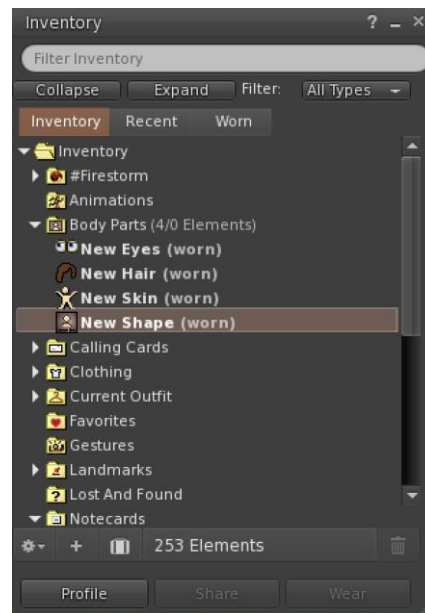 Inventory ? _ ×
Filter Inventory
Collapse Expand Filter: All Types
Inventory Recent Worn
Inventory
#Firestorm
Animations
Body Parts (4/0 Elements)
New Eyes (worn)
New Hair (worn)
New Skin (worn)
New Shape (worn)
Calling Cards
Clothing
Current Outfit
Favorites
Gestures
Landmarks
Lost And Found
Notecards
+ 253 Elements
Profile Share Wear